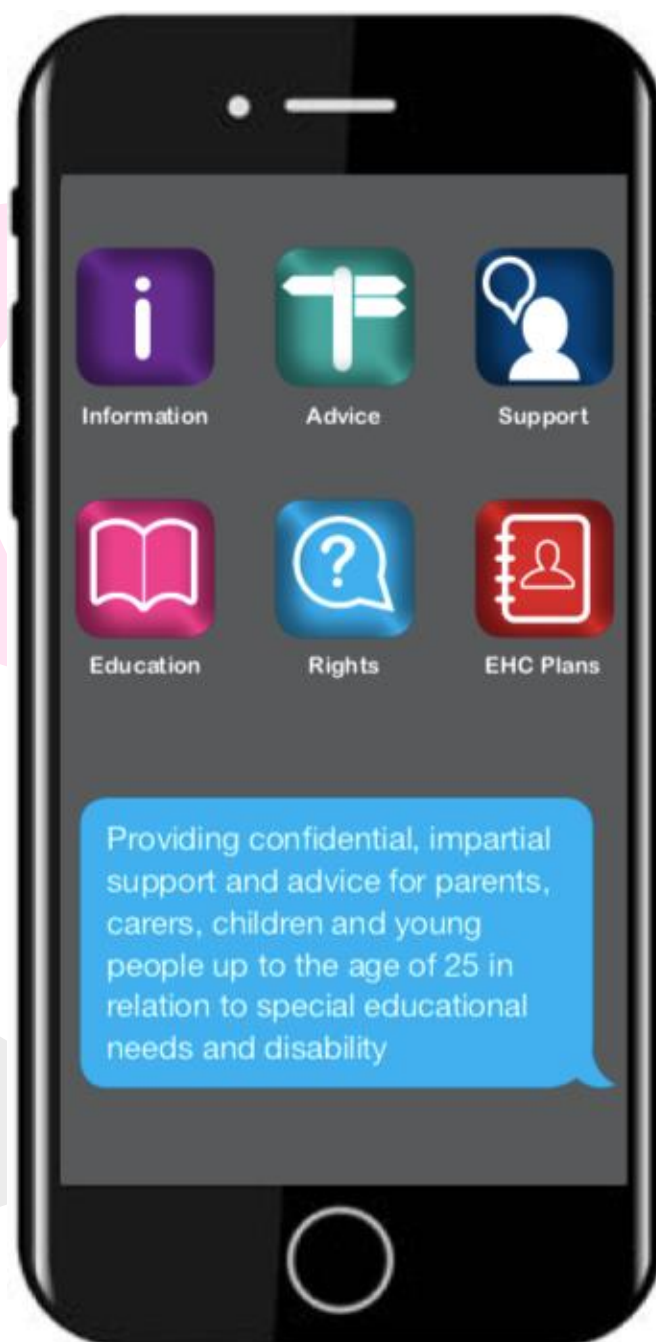 Information Advice Support
Education Rights EHC Plans
Providing confidential, impartial
support and advice for parents,
carers, children and young
people up to the age of 25 in
relation to special educational
needs and disability